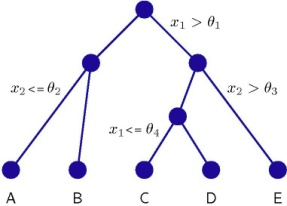 x₁ > θ₁
x₂ <= θ₂
x₂ > θ₃
x₁ <= θ₄
A B C D E